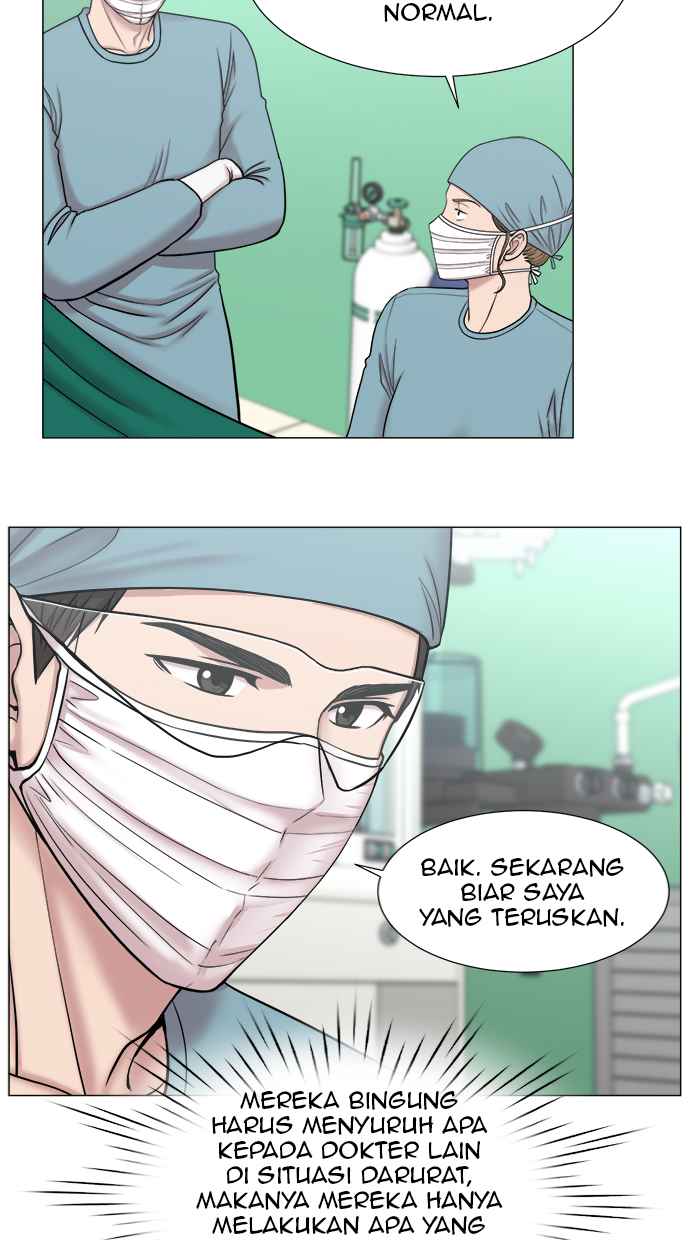 NORMAL.
BAIK. SEKARANG
BIAR SAYA
YANG TERUSKAN.
MEREKA BINGUNG
HARUS MENYURUH APA
KEPADA DOKTER LAIN
DI SITUASI DARURAT,
MAKANYA MEREKA HANYA
MELAKUKAN APA YANG